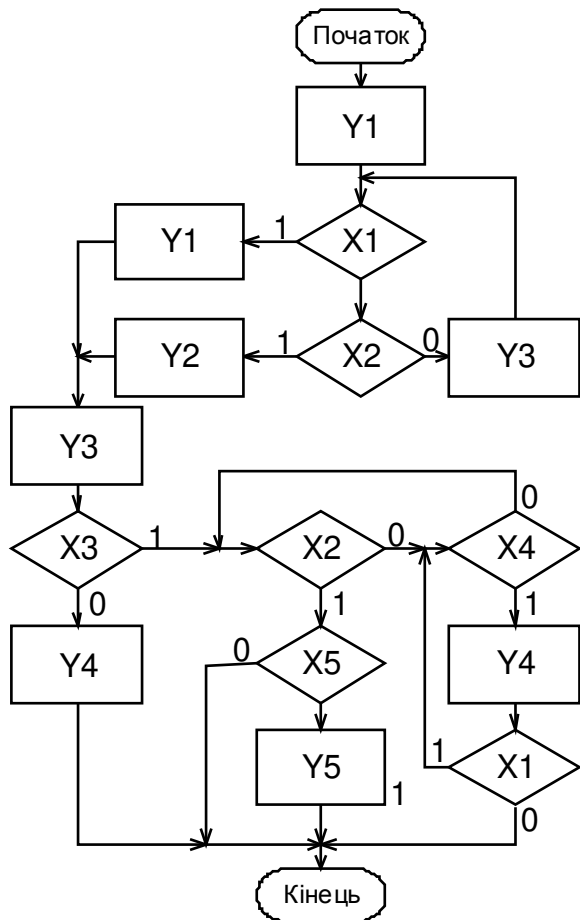 Початок
Y1
Y1 1 X1
Y2 1 X2 0 Y3
Y3
0
X3 1 X2 0 X4
0 1 1
Y4 0 X5 Y4
Y5 1 1 X1
0
Кінець